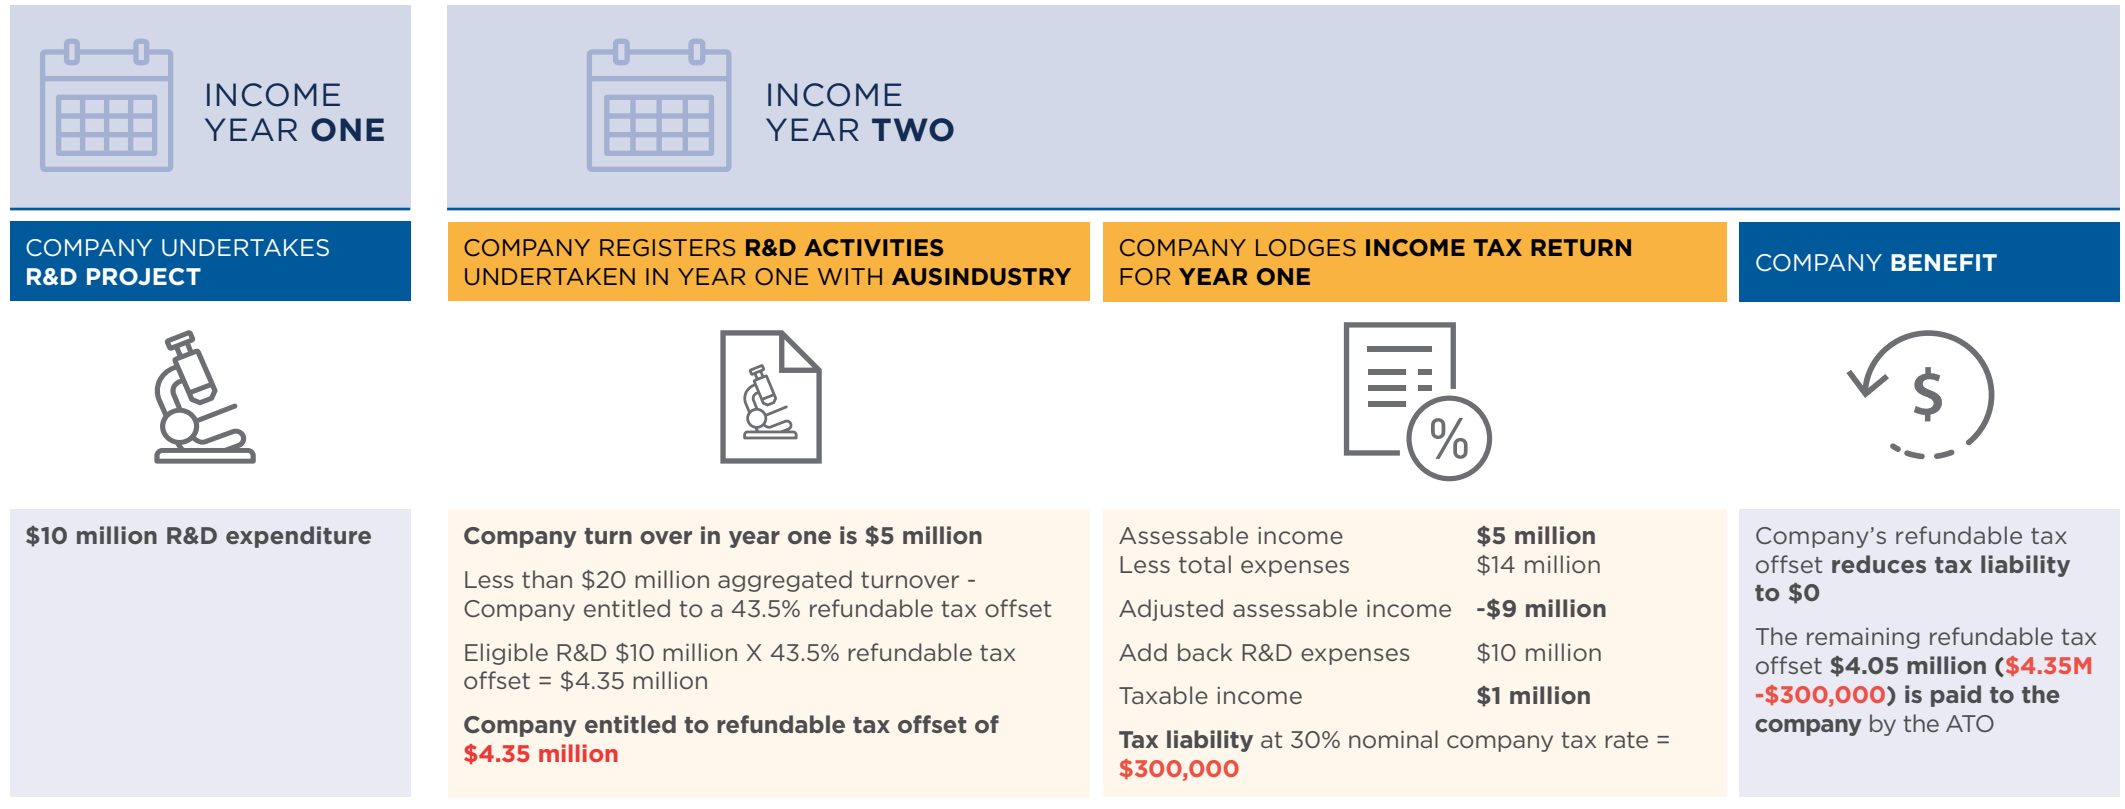 INCOME
YEAR ONE
INCOME
YEAR TWO
COMPANY UNDERTAKES
R&D PROJECT
$10 million R&D expenditure
COMPANY REGISTERS R&D ACTIVITIES
UNDERTAKEN IN YEAR ONE WITH AUSINDUSTRY
Company turn over in year one is $5 million
Less than $20 million aggregated turnover -
Company entitled to a 43.5% refundable tax offset
Eligible R&D $10 million X 43.5% refundable tax
offset = $4.35 million
Company entitled to refundable tax offset of
$4.35 million
COMPANY LODGES INCOME TAX RETURN
FOR YEAR ONE
%
Assessable income $5 million
Less total expenses $14 million
Adjusted assessable income -$9 million
Add back R&D expenses $10 million
Taxable income $1 million
Tax liability at 30% nominal company tax rate =
$300,000
COMPANY BENEFIT
$
Company's refundable tax
offset reduces tax liability
to $0
The remaining refundable tax
offset $4.05 million ($4.35M
-$300,000) is paid to the
company by the ATO